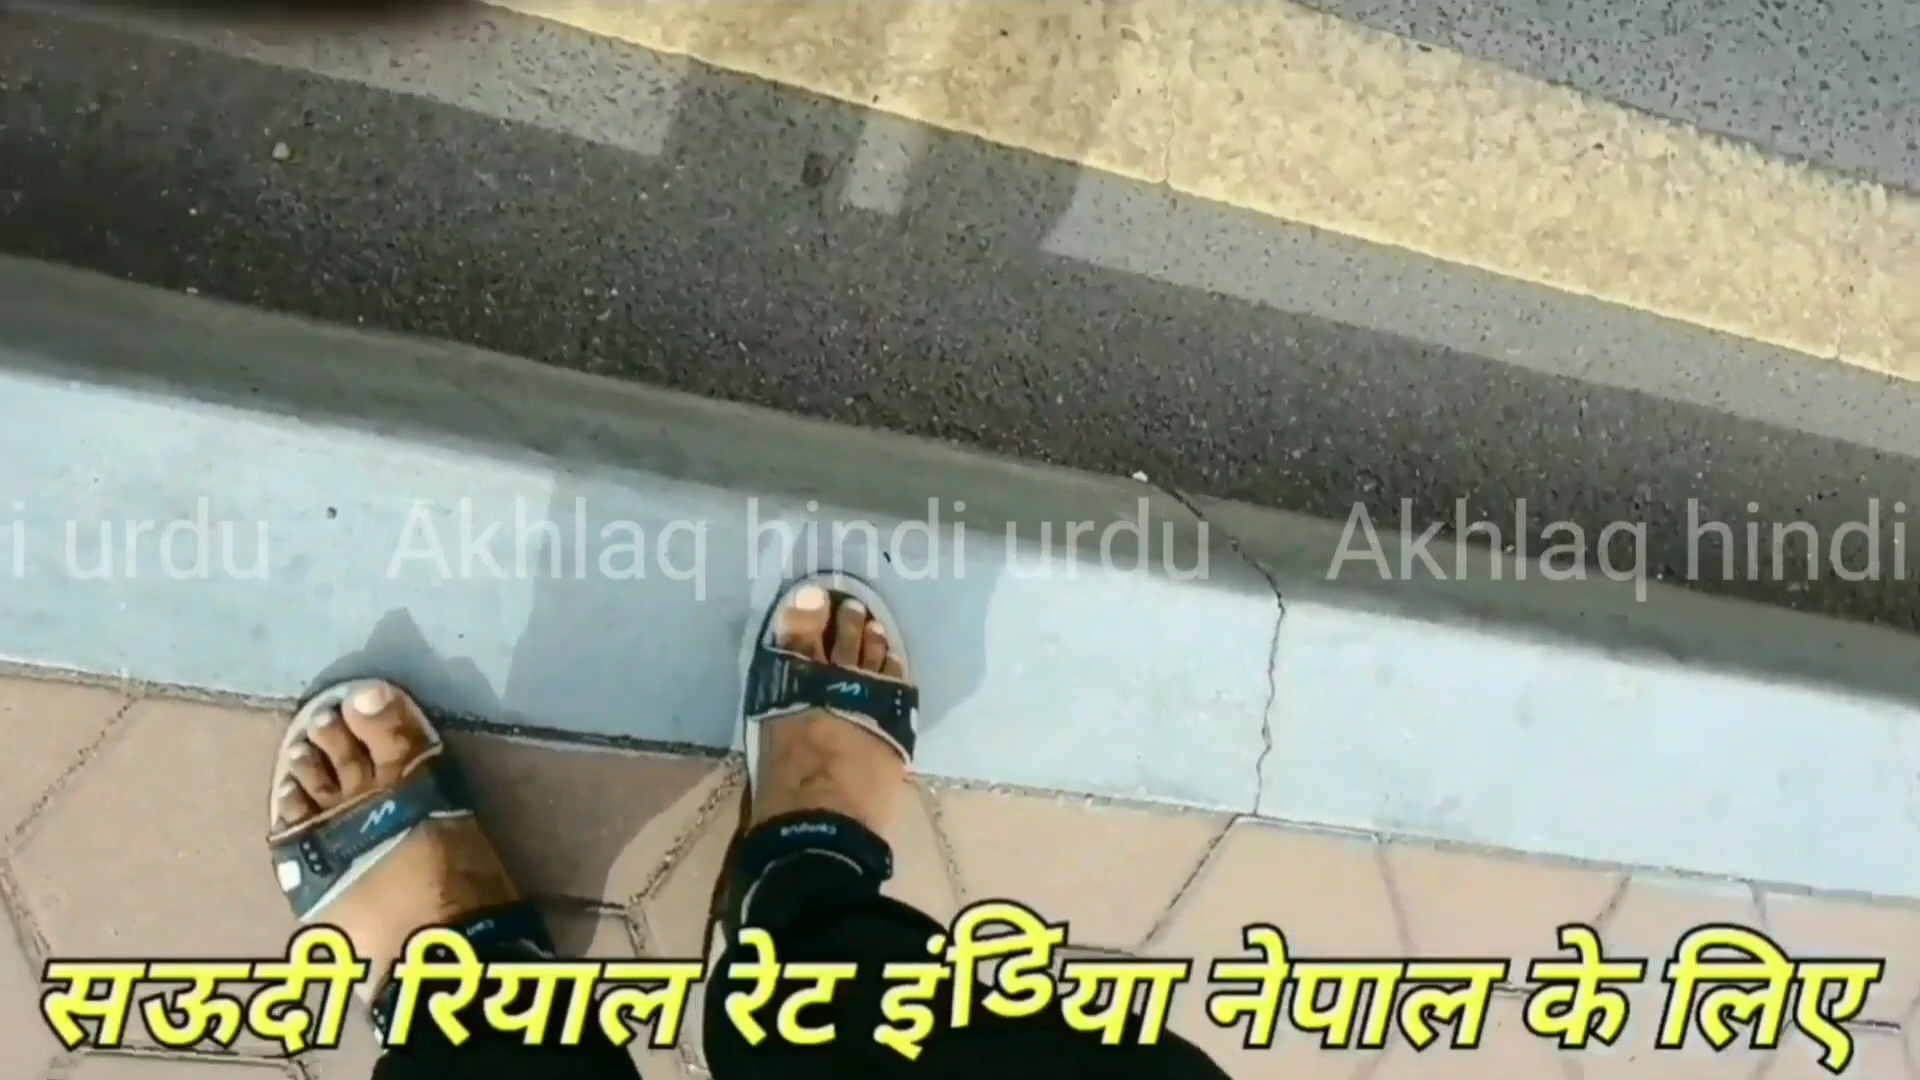 i urdu Akhlaq hindi urdu Akhlaq hindi
सऊदी रियाल रेट इंडिया नेपाल के लिए